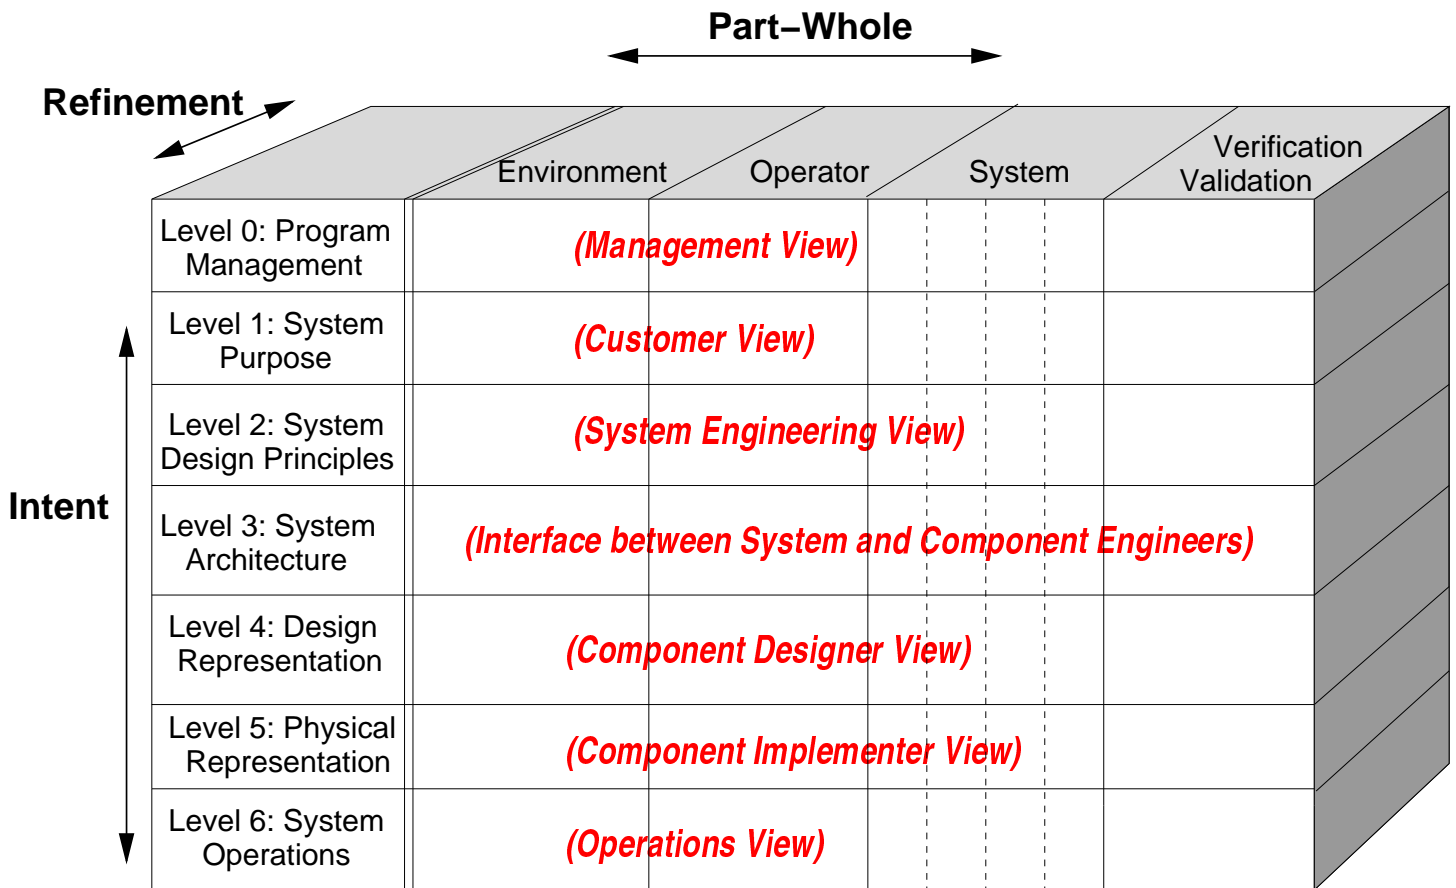 Part–Whole
Refinement
Environment
Operator
System
Verification
Validation
Level 0: Program
Management
(Management View)
Level 1: System
Purpose
(Customer View)
Level 2: System
Design Principles
(System Engineering View)
Intent
Level 3: System
Architecture
(Interface between System and Component Engineers)
Level 4: Design
Representation
(Component Designer View)
Level 5: Physical
Representation
(Component Implementer View)
Level 6: System
Operations
(Operations View)